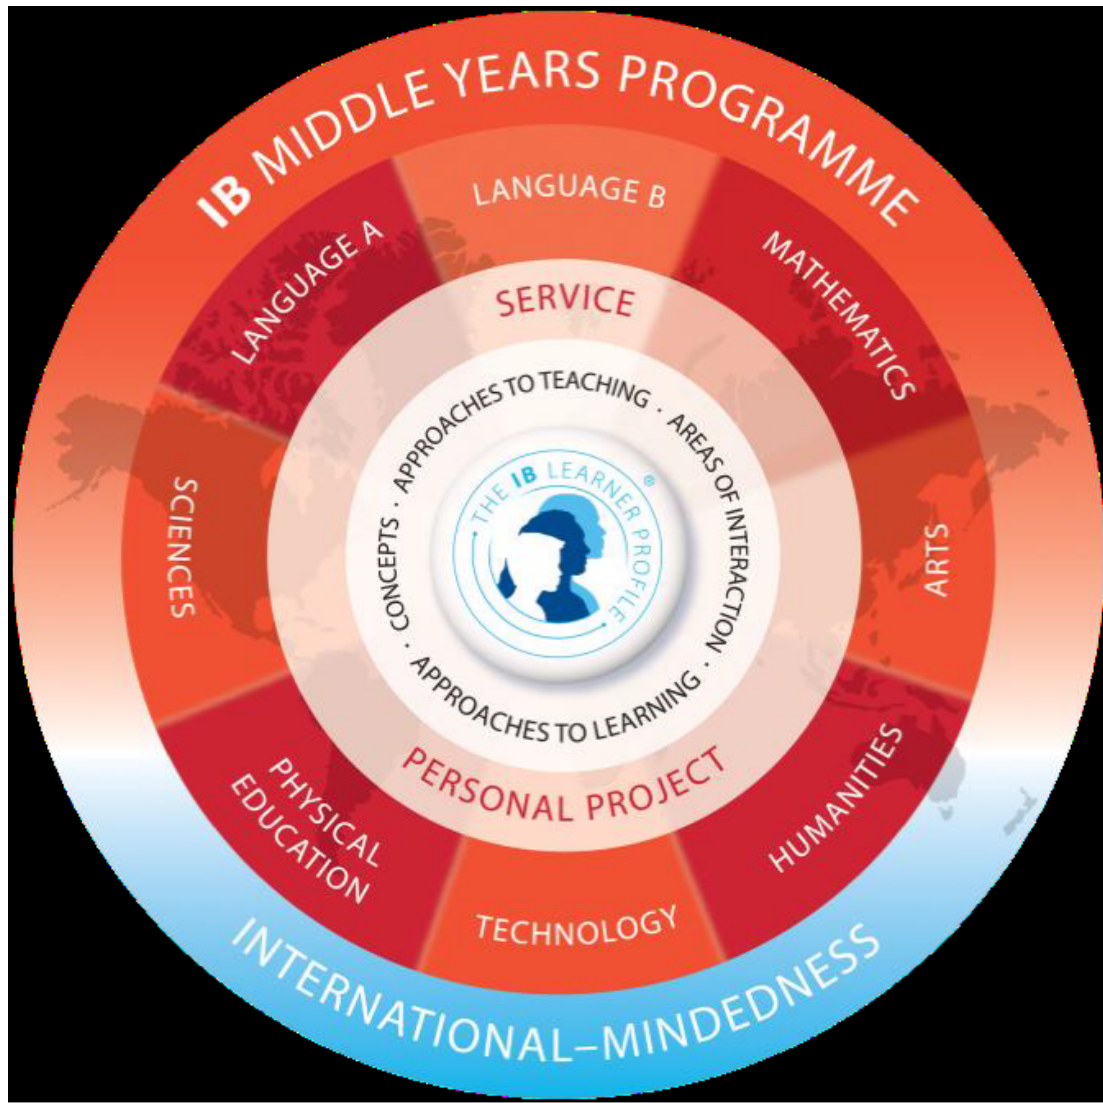 IB MIDDLE YEARS PROGRAMME
LANGUAGE A
LANGUAGE B
MATHEMATICS
SCIENCES
ARTS
PHYSICAL
EDUCATION
TECHNOLOGY
HUMANITIES
SERVICE
PERSONAL PROJECT
APPROACHES TO TEACHING · AREAS OF INTERACTION · APPROACHES TO LEARNING · CONCEPTS ·
THE IB LEARNER PROFILE ®
INTERNATIONAL–MINDEDNESS